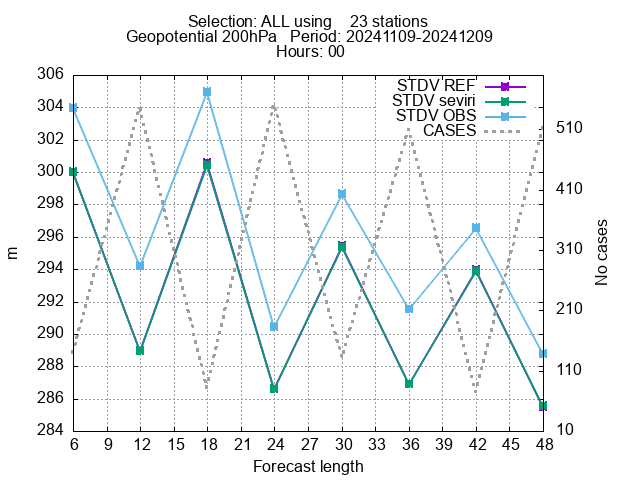 Selection: ALL using    23 stations
Geopotential 200hPa   Period: 20241109-20241209
Hours: 00
STDV REF
STDV seviri
STDV OBS
CASES
306
304
302
300
298
296
294
292
290
288
286
284
m
510
410
310
210
110
10
No cases
6 9 12 15 18 21 24 27 30 33 36 39 42 45 48
Forecast length